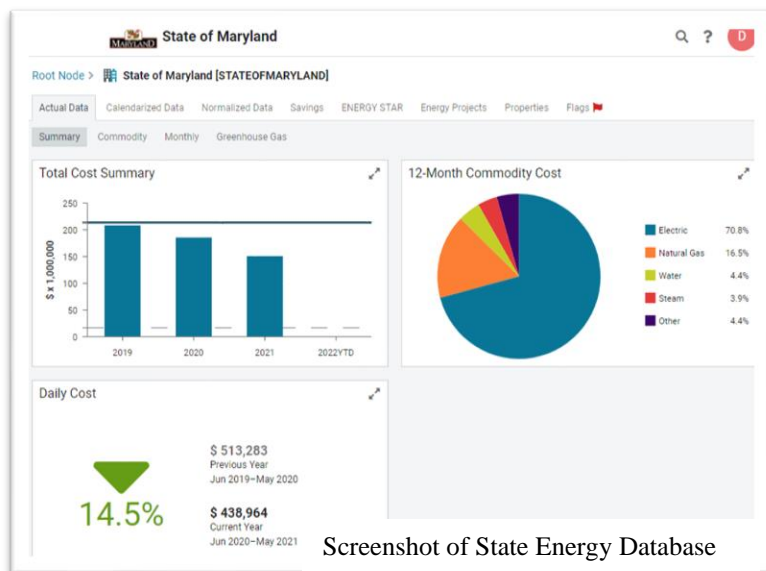 MARYLAND State of Maryland
? D
Root Node > State of Maryland [STATEOFMARYLAND]
Actual Data Calendarized Data Normalized Data Savings ENERGY STAR Energy Projects Properties Flags
Summary Commodity Monthly Greenhouse Gas
Total Cost Summary
$ x 1,000,000
250
200
150
100
50
0
2019 2020 2021 2022YTD
12-Month Commodity Cost
Electric 70.8%
Natural Gas 16.5%
Water 4.4%
Steam 3.9%
Other 4.4%
Daily Cost
14.5%
$ 513,283
Previous Year
Jun 2019–May 2020
$ 438,964
Current Year
Jun 2020–May 2021
Screenshot of State Energy Database